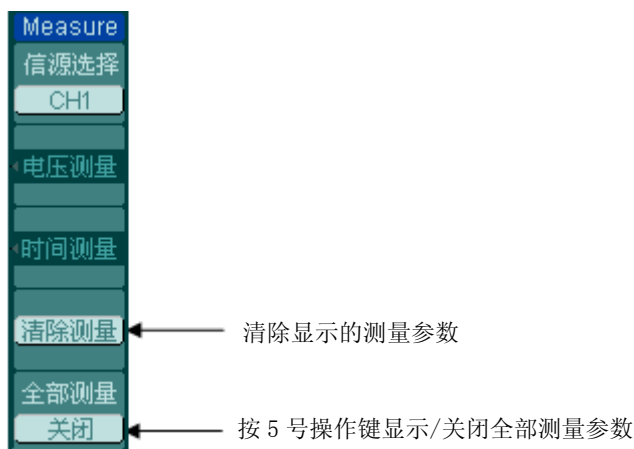 Measure
信源选择
CH1
电压测量
时间测量
清除测量
清除显示的测量参数
全部测量
关闭
按 5 号操作键显示/关闭全部测量参数